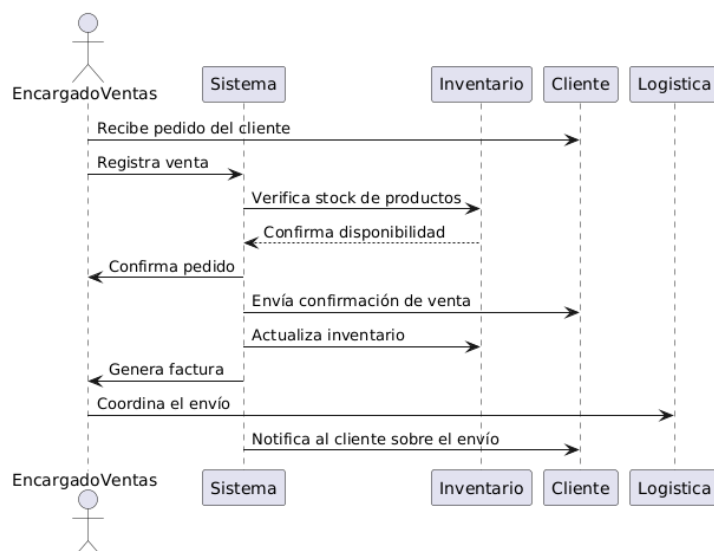 EncargadoVentas
Sistema
Inventario
Cliente
Logistica
Recibe pedido del cliente
Registra venta
Verifica stock de productos
Confirma disponibilidad
Confirma pedido
Envía confirmación de venta
Actualiza inventario
Genera factura
Coordina el envío
Notifica al cliente sobre el envío
EncargadoVentas
Sistema
Inventario
Cliente
Logistica